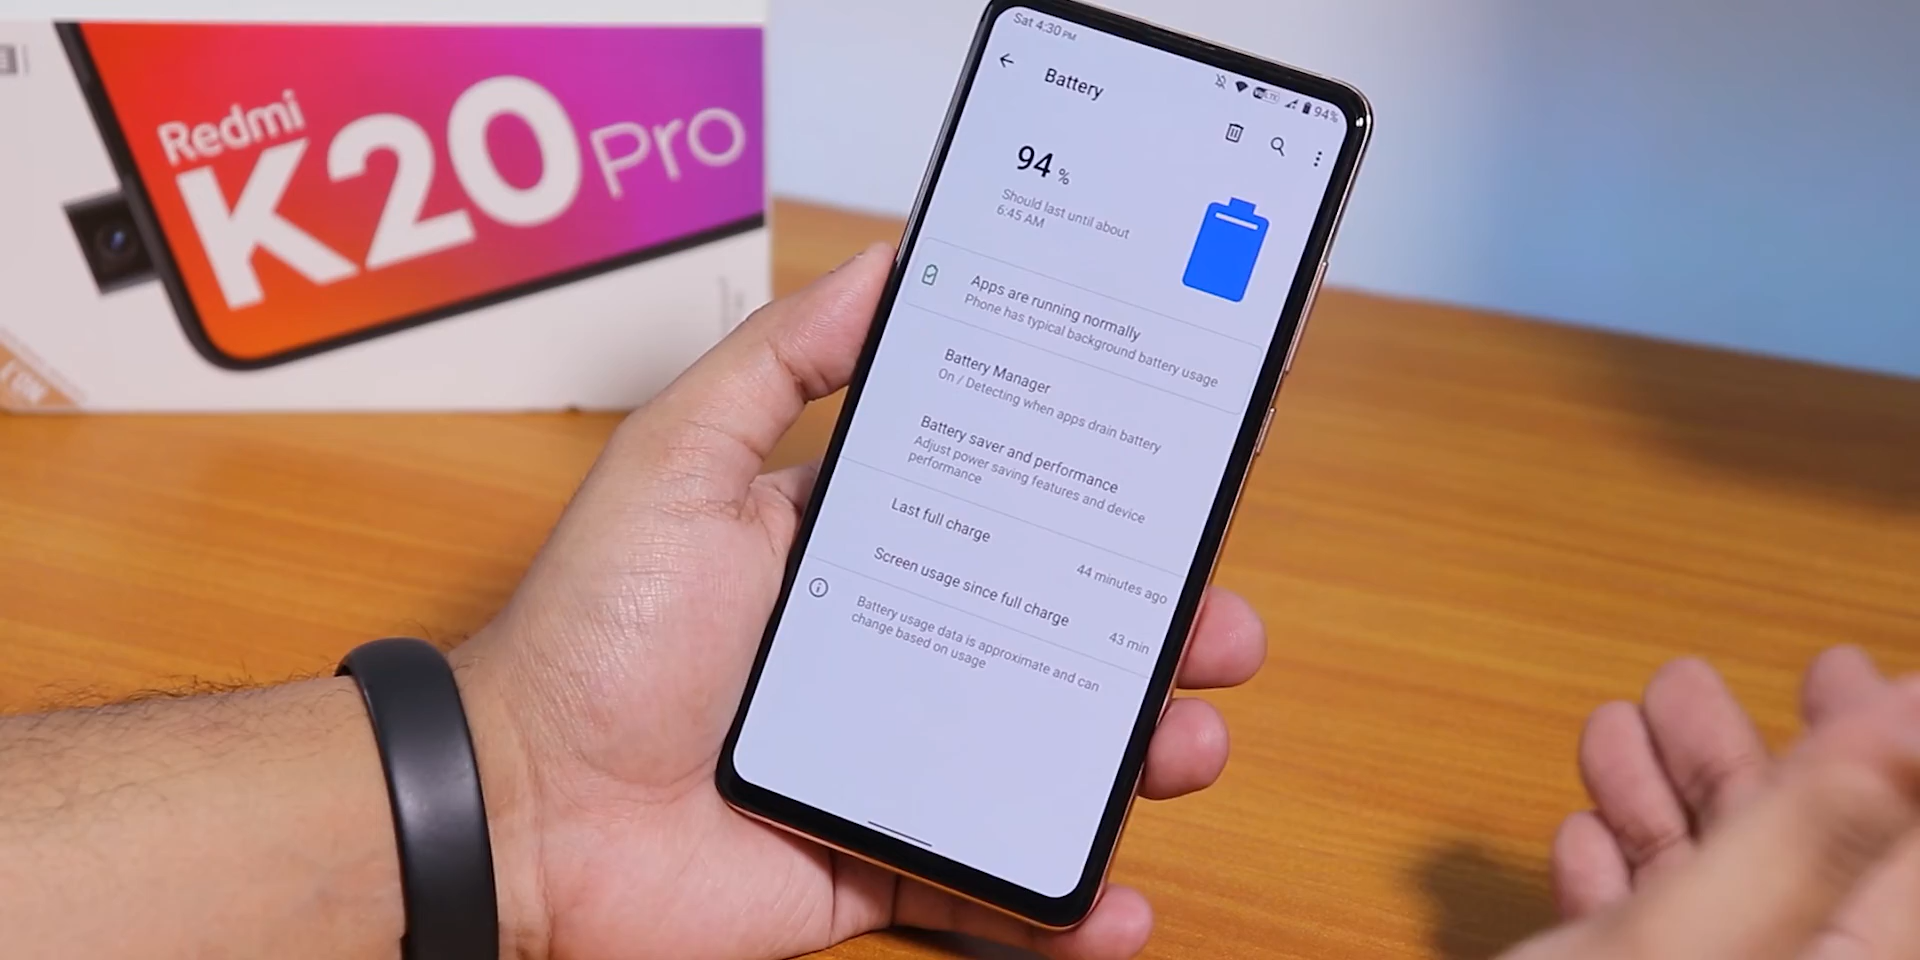 Redmi
K20 Pro
Sat 4:30 PM
94%
Battery
94 %
Should last until about
6:45 AM
Apps are running normally
Phone has typical background battery usage
Battery Manager
On / Detecting when apps drain battery
Battery saver and performance
Adjust power saving features and device
performance
Last full charge
44 minutes ago
Screen usage since full charge
43 min
Battery usage data is approximate and can
change based on usage